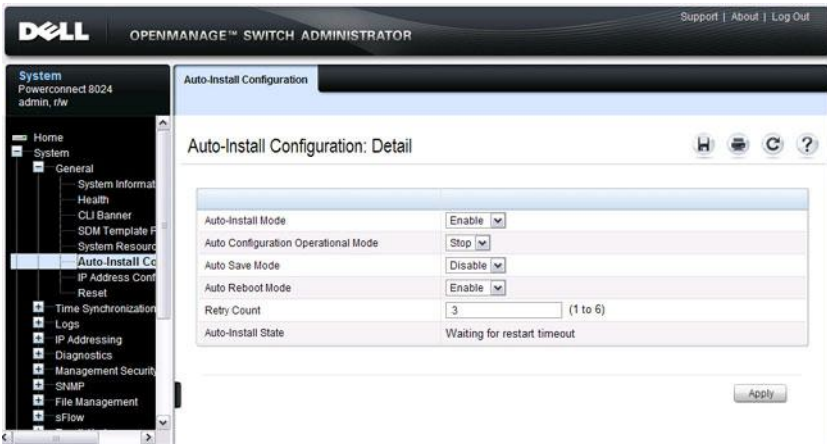 Support | About | Log Out
DELL
OPENMANAGE™ SWITCH ADMINISTRATOR
System
Powerconnect 8024
admin, r/w
Auto-Install Configuration
Home
System
General
System Informat
Health
CLI Banner
SDM Template F
System Resourc
Auto-Install Co
IP Address Conf
Reset
Time Synchronization
Logs
IP Addressing
Diagnostics
Management Security
SNMP
File Management
sFlow
Auto-Install Configuration: Detail
Auto-Install Mode Enable
Auto Configuration Operational Mode Stop
Auto Save Mode Disable
Auto Reboot Mode Enable
Retry Count 3 (1 to 6)
Auto-Install State Waiting for restart timeout
Apply